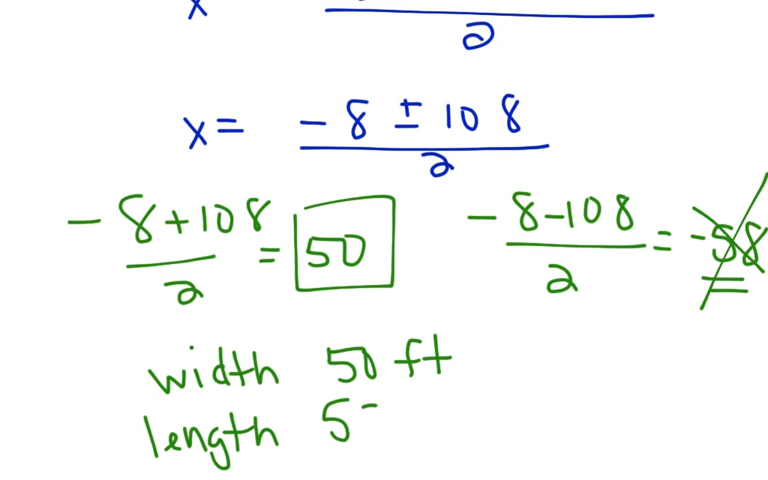 x
2
x = - 8 ± 108
2
- 8 + 108
2
= 50
- 8 - 108
2
= - 58
width 50 ft
length 5